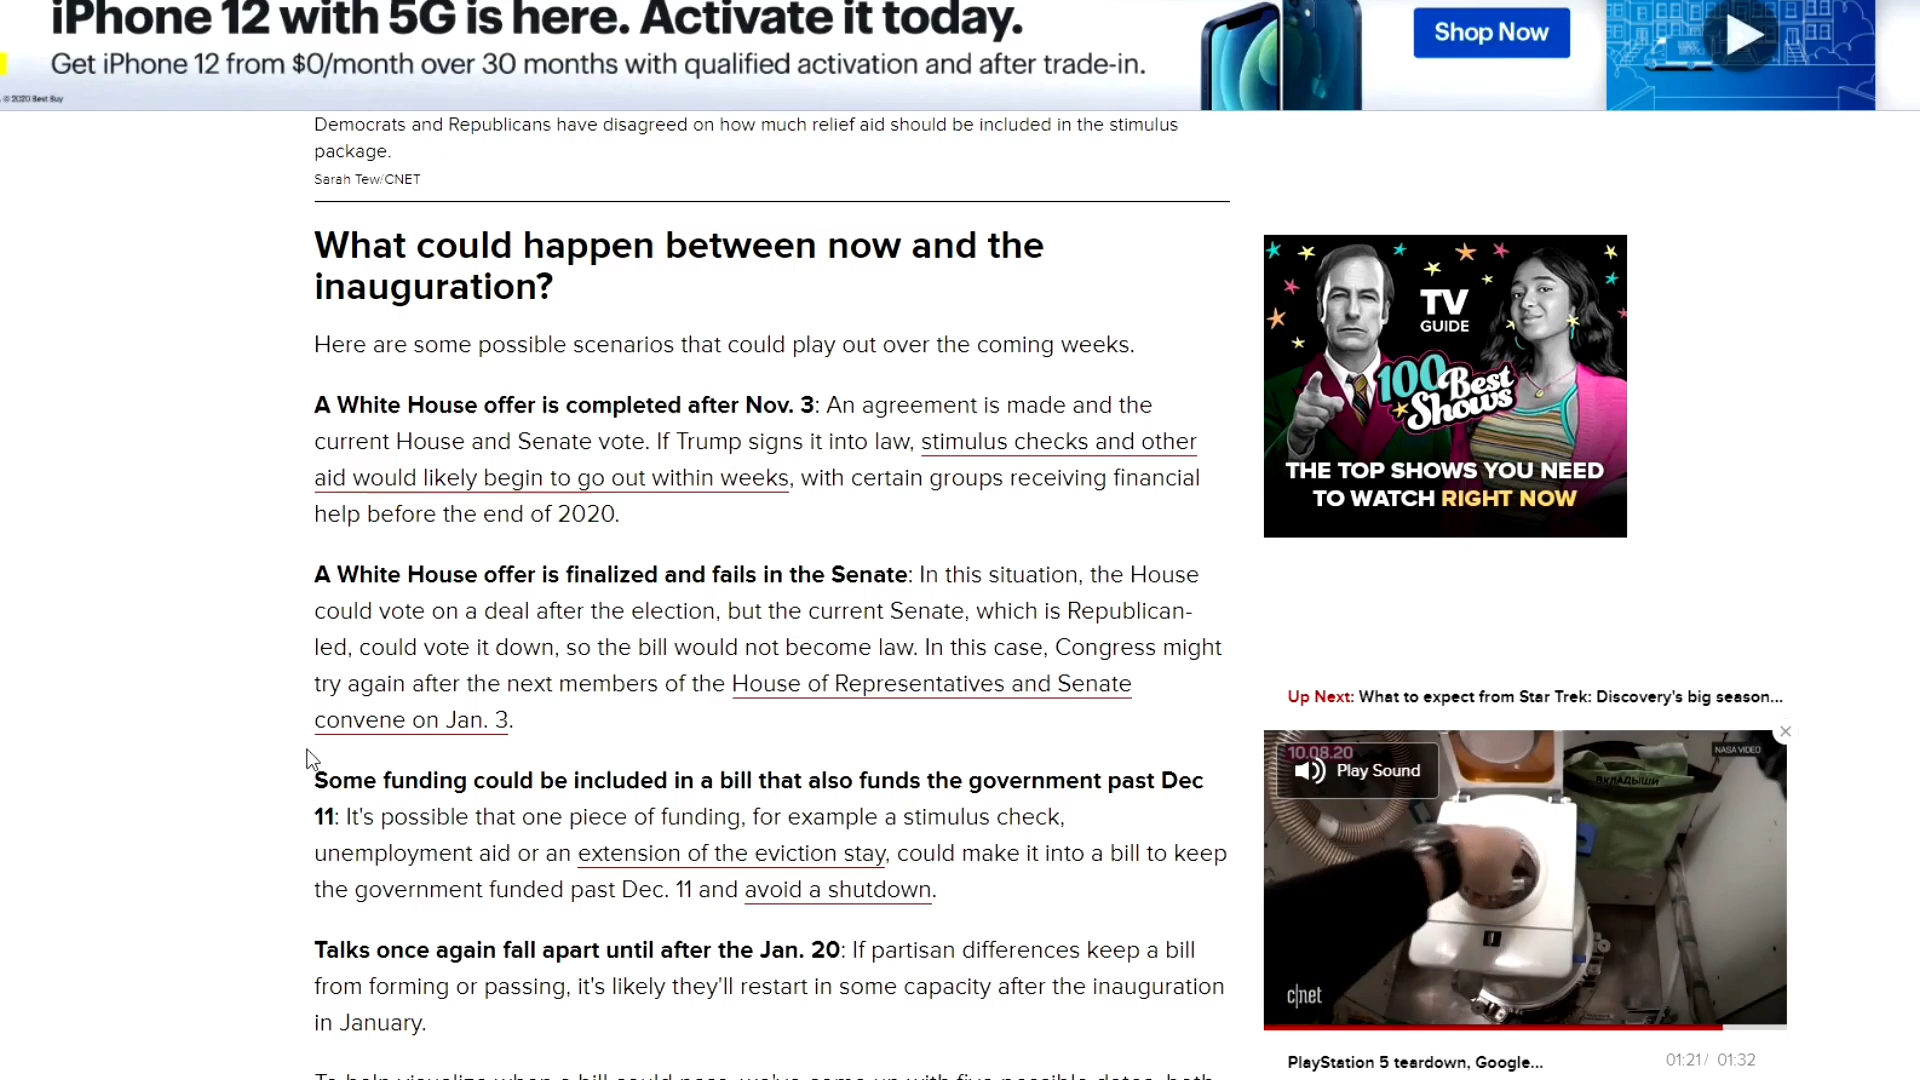 iPhone 12 with 5G is here. Activate it today.
Get iPhone 12 from $0/month over 30 months with qualified activation and after trade-in.
© 2020 Best Buy
Shop Now
Democrats and Republicans have disagreed on how much relief aid should be included in the stimulus
package.
Sarah Tew/CNET
What could happen between now and the
inauguration?
Here are some possible scenarios that could play out over the coming weeks.
A White House offer is completed after Nov. 3: An agreement is made and the
current House and Senate vote. If Trump signs it into law, stimulus checks and other
aid would likely begin to go out within weeks, with certain groups receiving financial
help before the end of 2020.
A White House offer is finalized and fails in the Senate: In this situation, the House
could vote on a deal after the election, but the current Senate, which is Republican-
led, could vote it down, so the bill would not become law. In this case, Congress might
try again after the next members of the House of Representatives and Senate
convene on Jan. 3.
Some funding could be included in a bill that also funds the government past Dec
11: It's possible that one piece of funding, for example a stimulus check,
unemployment aid or an extension of the eviction stay, could make it into a bill to keep
the government funded past Dec. 11 and avoid a shutdown.
Talks once again fall apart until after the Jan. 20: If partisan differences keep a bill
from forming or passing, it's likely they'll restart in some capacity after the inauguration
in January.
TV
GUIDE
100 Best
Shows
THE TOP SHOWS YOU NEED
TO WATCH RIGHT NOW
Up Next: What to expect from Star Trek: Discovery's big season...
10.08.20
Play Sound
NASA VIDEO
ВКЛАДЫШИ
c|net
PlayStation 5 teardown, Google...
01:21 / 01:32